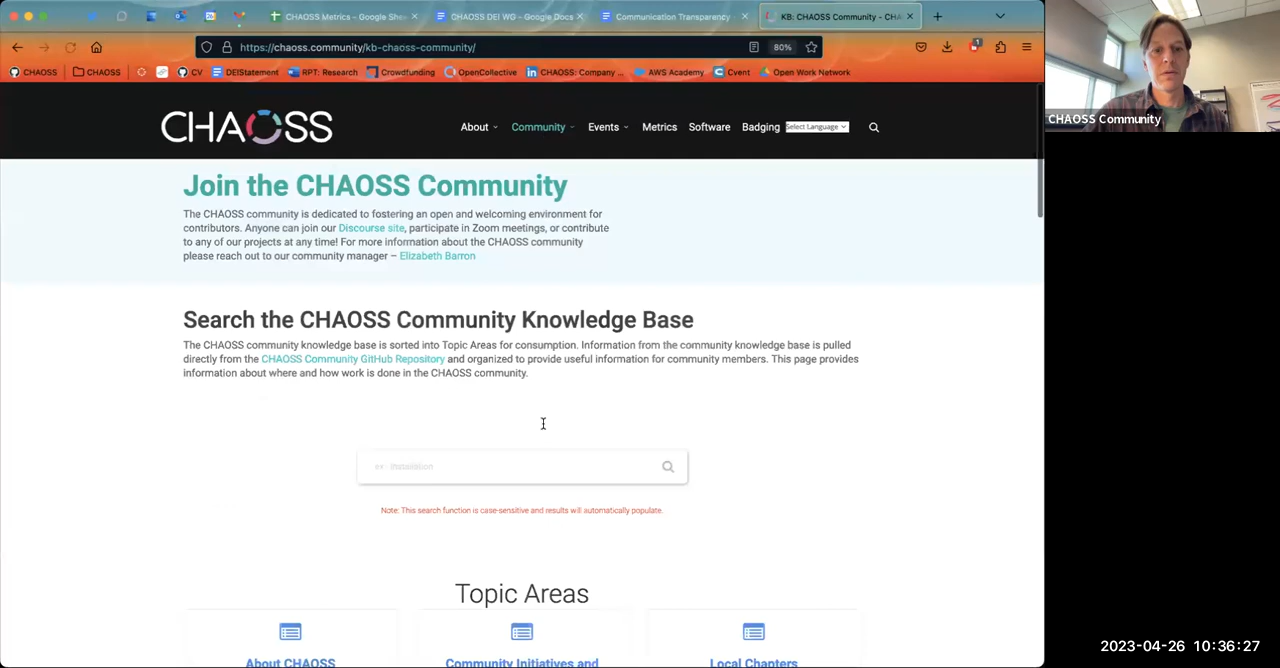 CHAOSS Metrics – Google She
CHAOSS DEI WG - Google Docs
Communication Transparency
KB: CHAOSS Community - CHA
https://chaoss.community/kb-chaoss-community/
80%
1
CHAOSS
CHAOSS
CV
DEIStatement
RPT: Research
Crowdfunding
OpenCollective
CHAOSS: Company ...
AWS Academy
Cvent
Open Work Network
CHAOSS Community
CHAOSS
About
Community
Events
Metrics
Software
Badging
Select Language
Join the CHAOSS Community
The CHAOSS community is dedicated to fostering an open and welcoming environment for
contributors. Anyone can join our Discourse site, participate in Zoom meetings, or contribute
to any of our projects at any time! For more information about the CHAOSS community
please reach out to our community manager – Elizabeth Barron
Search the CHAOSS Community Knowledge Base
The CHAOSS community knowledge base is sorted into Topic Areas for consumption. Information from the community knowledge base is pulled
directly from the CHAOSS Community GitHub Repository and organized to provide useful information for community members. This page provides
information about where and how work is done in the CHAOSS community.
Installation
Note: This search function is case-sensitive and results will automatically populate.
Topic Areas
About CHAOSS
Community Initiatives and
Local Chapters
2023-04-26 10:36:27